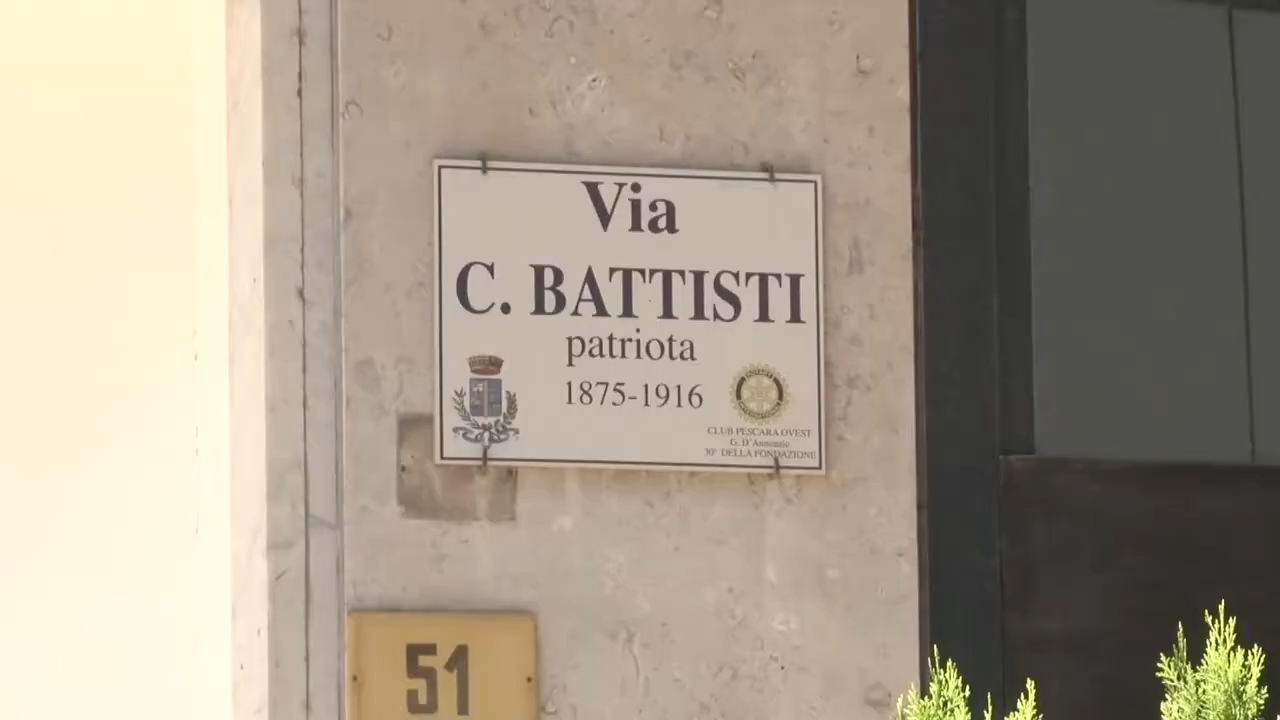 Via
C. BATTISTI
patriota
1875-1916
CLUB PESCARA OVEST
G. D'Annunzio
30° DELLA FONDAZIONE
51